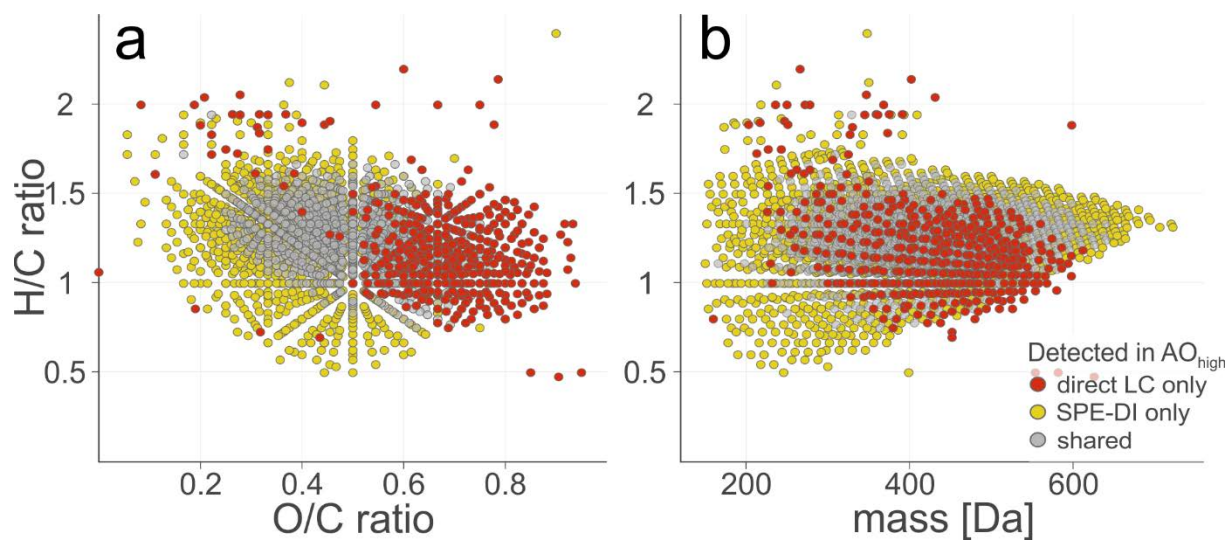 a
b
H/C ratio
2
1.5
1
0.5
0.2
0.4
0.6
0.8
O/C ratio
2
1.5
1
0.5
200
400
600
mass [Da]
Detected in AOhigh
direct LC only
SPE-DI only
shared